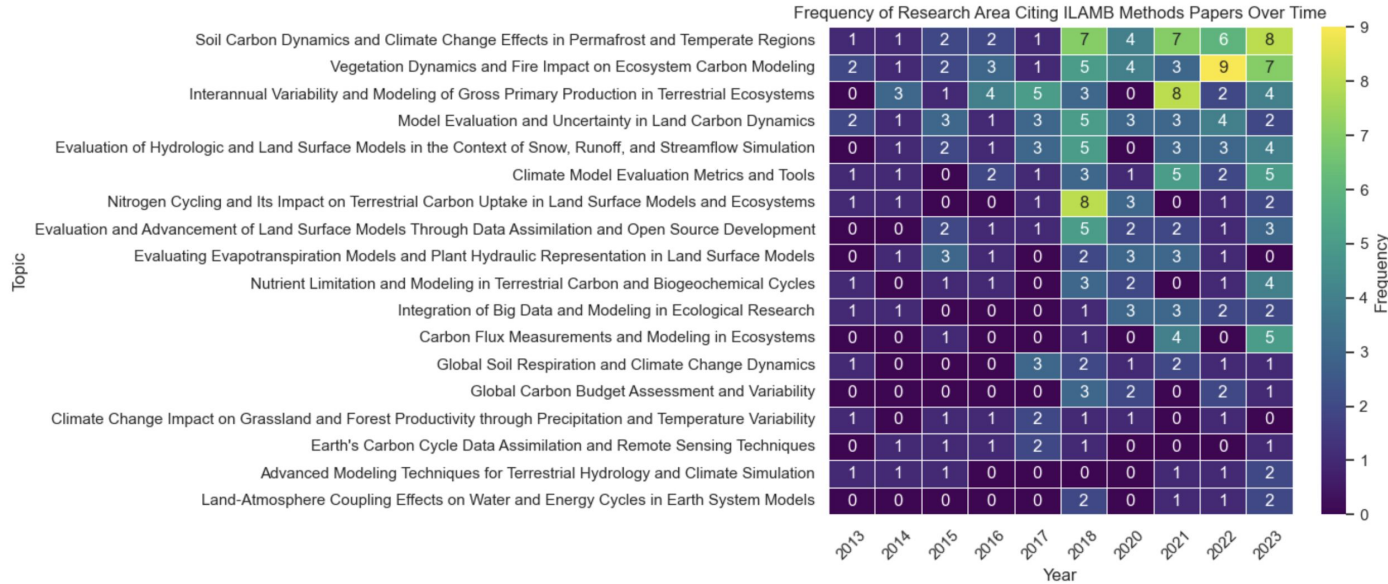 Frequency of Research Area Citing ILAMB Methods Papers Over Time
Soil Carbon Dynamics and Climate Change Effects in Permafrost and Temperate Regions 1 1 2 2 1 7 4 7 6 8
Vegetation Dynamics and Fire Impact on Ecosystem Carbon Modeling 2 1 2 3 1 5 4 3 9 7
Interannual Variability and Modeling of Gross Primary Production in Terrestrial Ecosystems 0 3 1 4 5 3 0 8 2 4
Model Evaluation and Uncertainty in Land Carbon Dynamics 2 1 3 1 3 5 3 3 4 2
Evaluation of Hydrologic and Land Surface Models in the Context of Snow, Runoff, and Streamflow Simulation 0 1 2 1 3 5 0 3 3 4
Climate Model Evaluation Metrics and Tools 1 1 0 2 1 3 1 5 2 5
Nitrogen Cycling and Its Impact on Terrestrial Carbon Uptake in Land Surface Models and Ecosystems 1 1 0 0 1 8 3 0 1 2
Evaluation and Advancement of Land Surface Models Through Data Assimilation and Open Source Development 0 0 2 1 1 5 2 2 1 3
Evaluating Evapotranspiration Models and Plant Hydraulic Representation in Land Surface Models 0 1 3 1 0 2 3 3 1 0
Nutrient Limitation and Modeling in Terrestrial Carbon and Biogeochemical Cycles 1 0 1 1 0 3 2 0 1 4
Integration of Big Data and Modeling in Ecological Research 1 1 0 0 0 1 3 3 2 2
Carbon Flux Measurements and Modeling in Ecosystems 0 0 1 0 0 1 0 4 0 5
Global Soil Respiration and Climate Change Dynamics 1 0 0 0 3 2 1 2 1 1
Global Carbon Budget Assessment and Variability 0 0 0 0 0 3 2 0 2 1
Climate Change Impact on Grassland and Forest Productivity through Precipitation and Temperature Variability 1 0 1 1 2 1 1 0 1 0
Earth's Carbon Cycle Data Assimilation and Remote Sensing Techniques 0 1 1 1 2 1 0 0 0 1
Advanced Modeling Techniques for Terrestrial Hydrology and Climate Simulation 1 1 1 0 0 0 0 1 1 2
Land-Atmosphere Coupling Effects on Water and Energy Cycles in Earth System Models 0 0 0 0 0 2 0 1 1 2
Topic
2013 2014 2015 2016 2017 2018 2020 2021 2022 2023
Year
9
8
7
6
5
4
3
2
1
0
Frequency